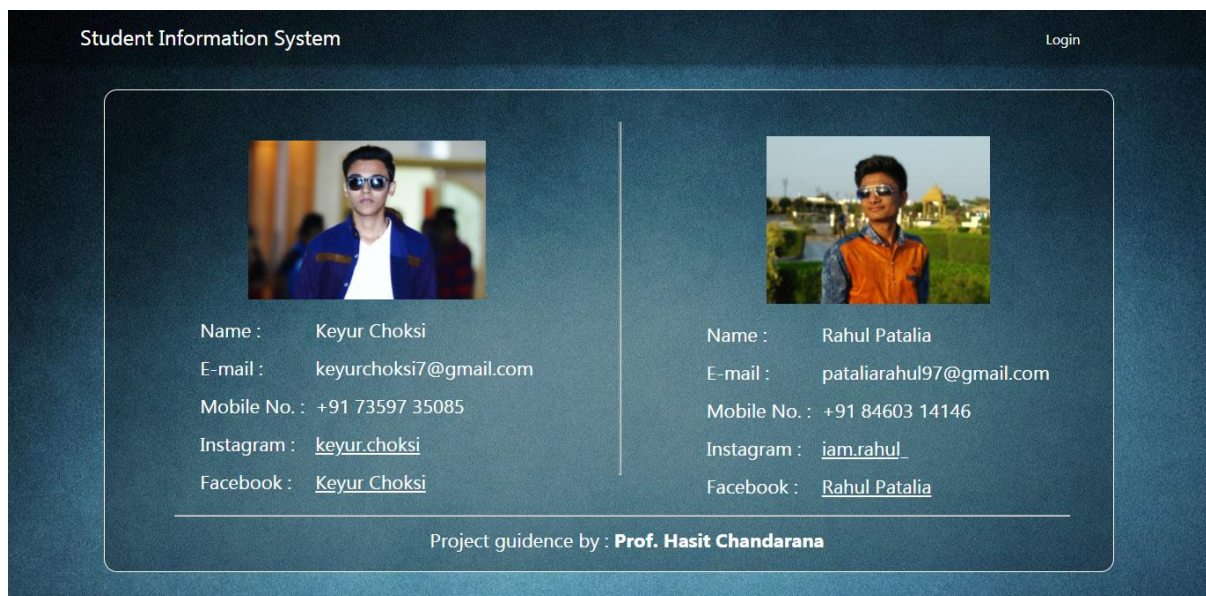 Student Information System
Login
Name : Keyur Choksi
E-mail : keyurchoksi7@gmail.com
Mobile No. : +91 73597 35085
Instagram : keyur.choksi
Facebook : Keyur Choksi
Name : Rahul Patalia
E-mail : pataliarahul97@gmail.com
Mobile No. : +91 84603 14146
Instagram : iam.rahul_
Facebook : Rahul Patalia
Project guidence by : Prof. Hasit Chandarana